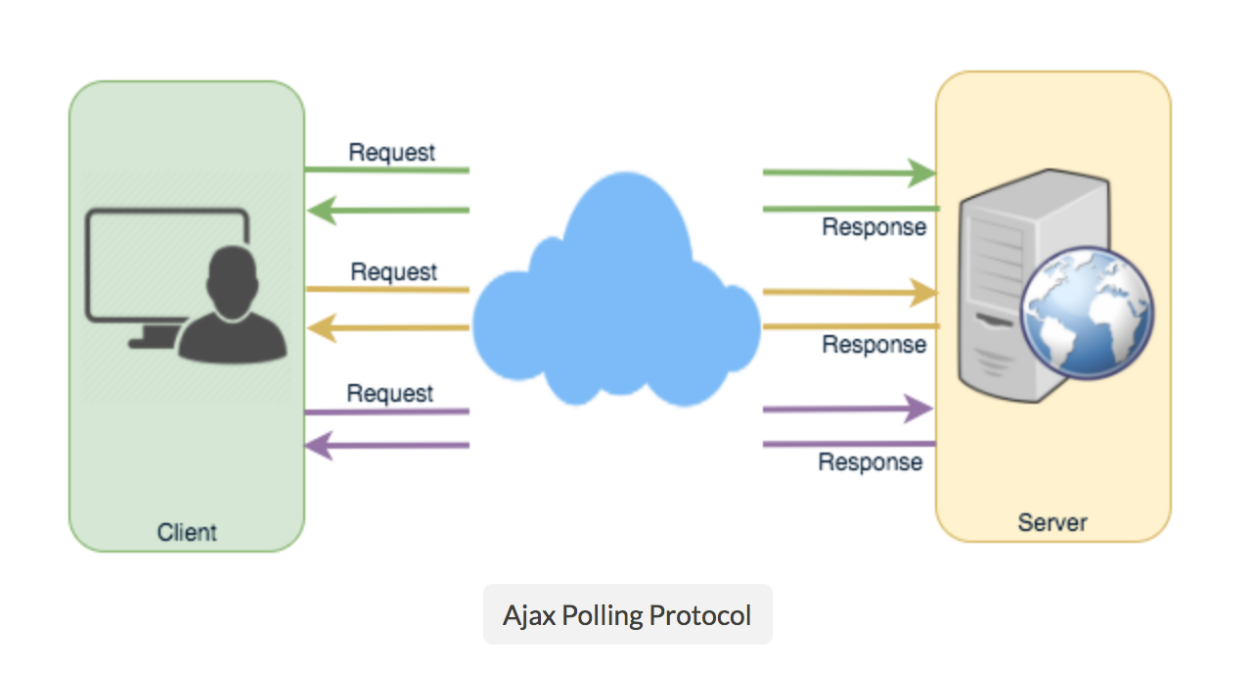 Request
Response
Request
Response
Request
Response
Client
Server
Ajax Polling Protocol